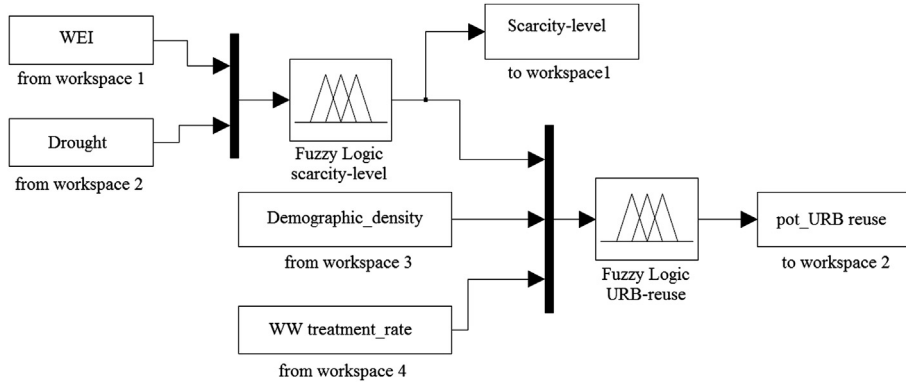 WEI
from workspace 1
Drought
from workspace 2
Fuzzy Logic
scarcity-level
Scarcity-level
to workspace1
Demographic_density
from workspace 3
WW treatment_rate
from workspace 4
Fuzzy Logic
URB-reuse
pot_URB reuse
to workspace 2